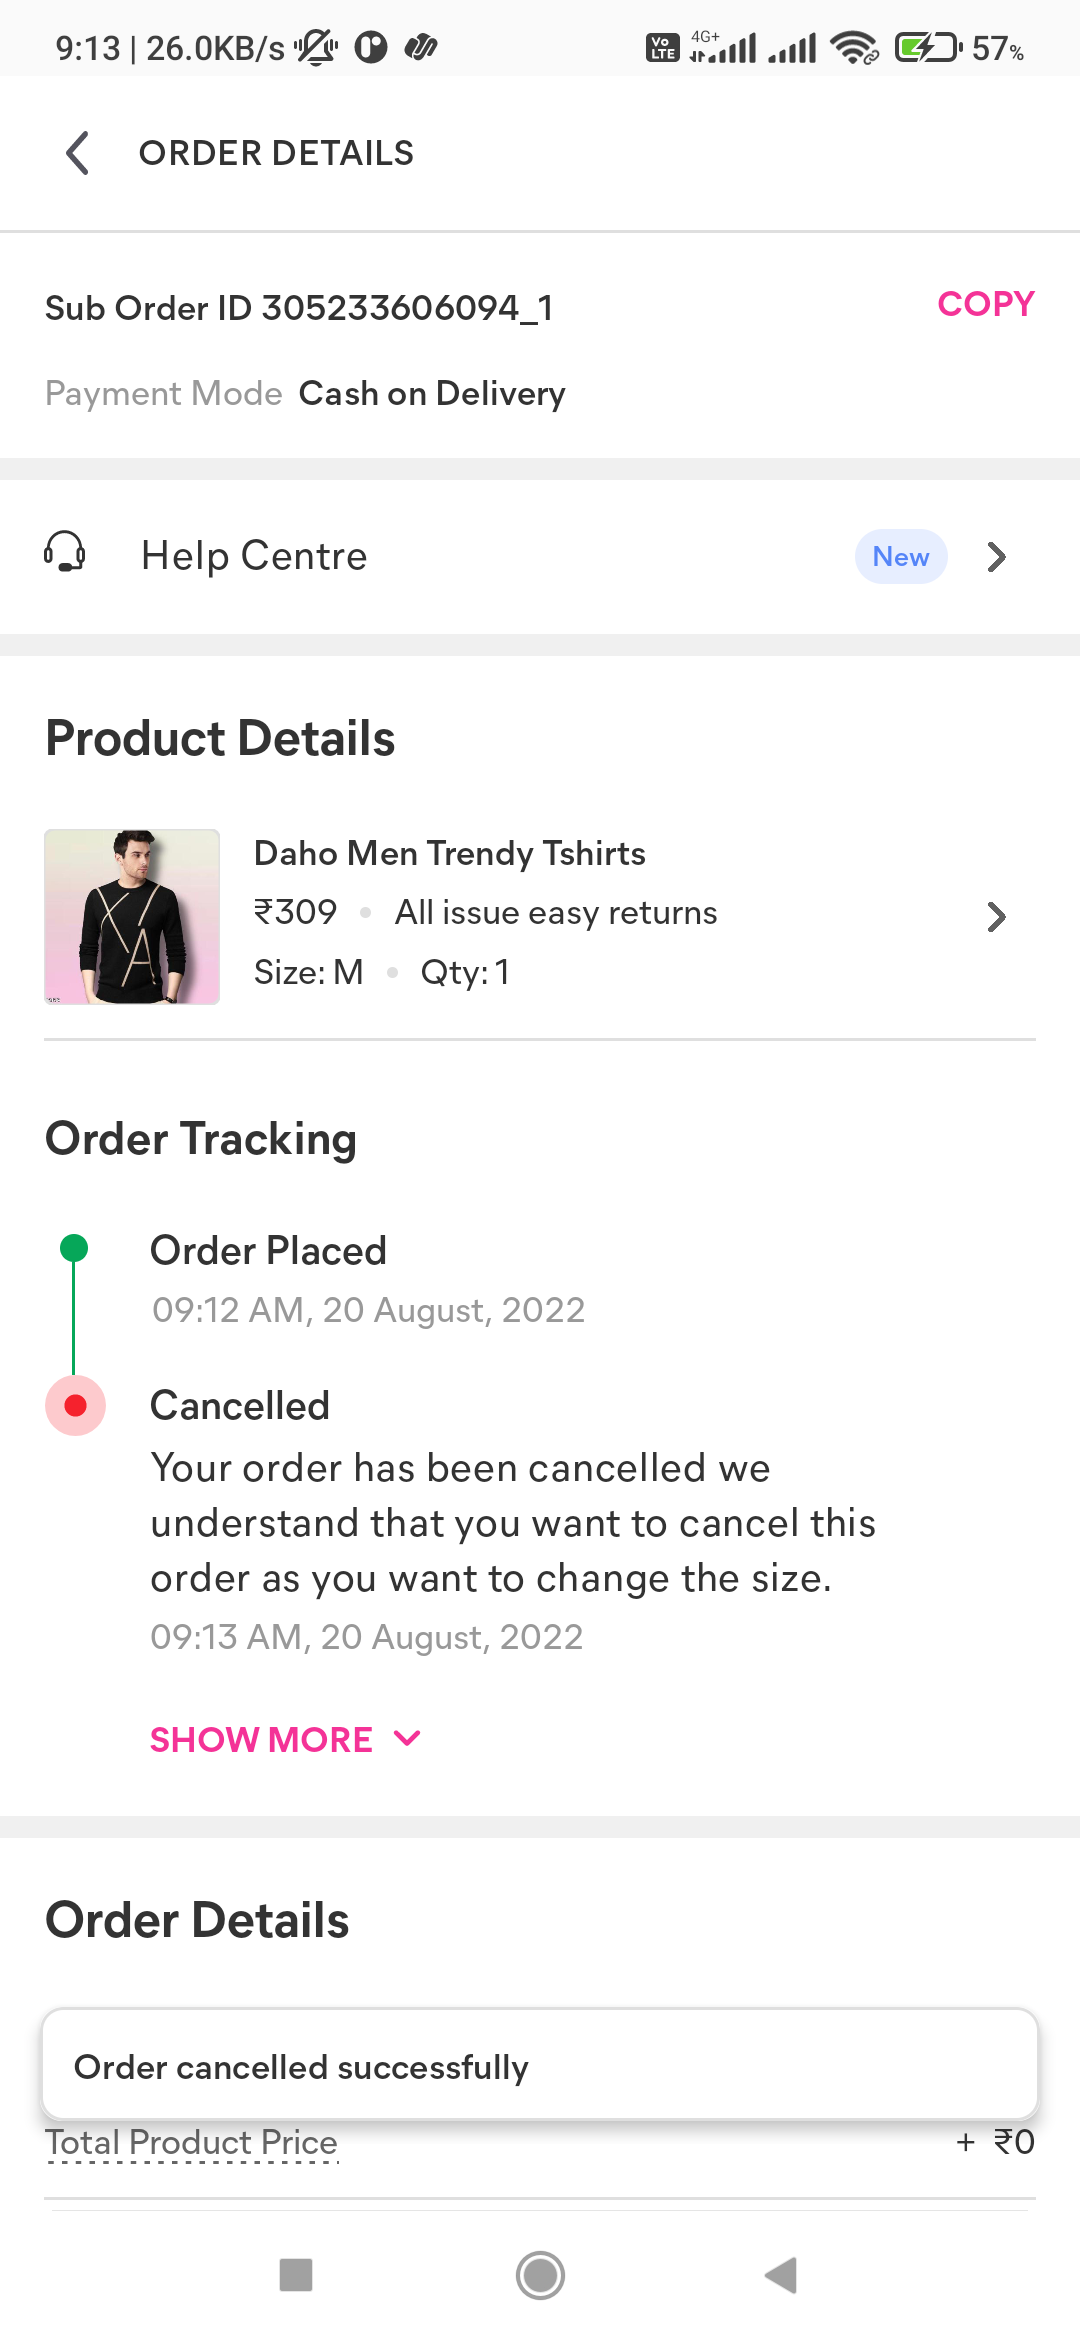 9:13 | 26.0KB/s Vo LTE 4G+ 57%
ORDER DETAILS
Sub Order ID 305233606094_1 COPY
Payment Mode Cash on Delivery
Help Centre New
Product Details
Daho Men Trendy Tshirts
₹309 • All issue easy returns
Size: M • Qty: 1
Order Tracking
Order Placed
09:12 AM, 20 August, 2022
Cancelled
Your order has been cancelled we
understand that you want to cancel this
order as you want to change the size.
09:13 AM, 20 August, 2022
SHOW MORE
Order Details
Order cancelled successfully
Total Product Price + ₹0